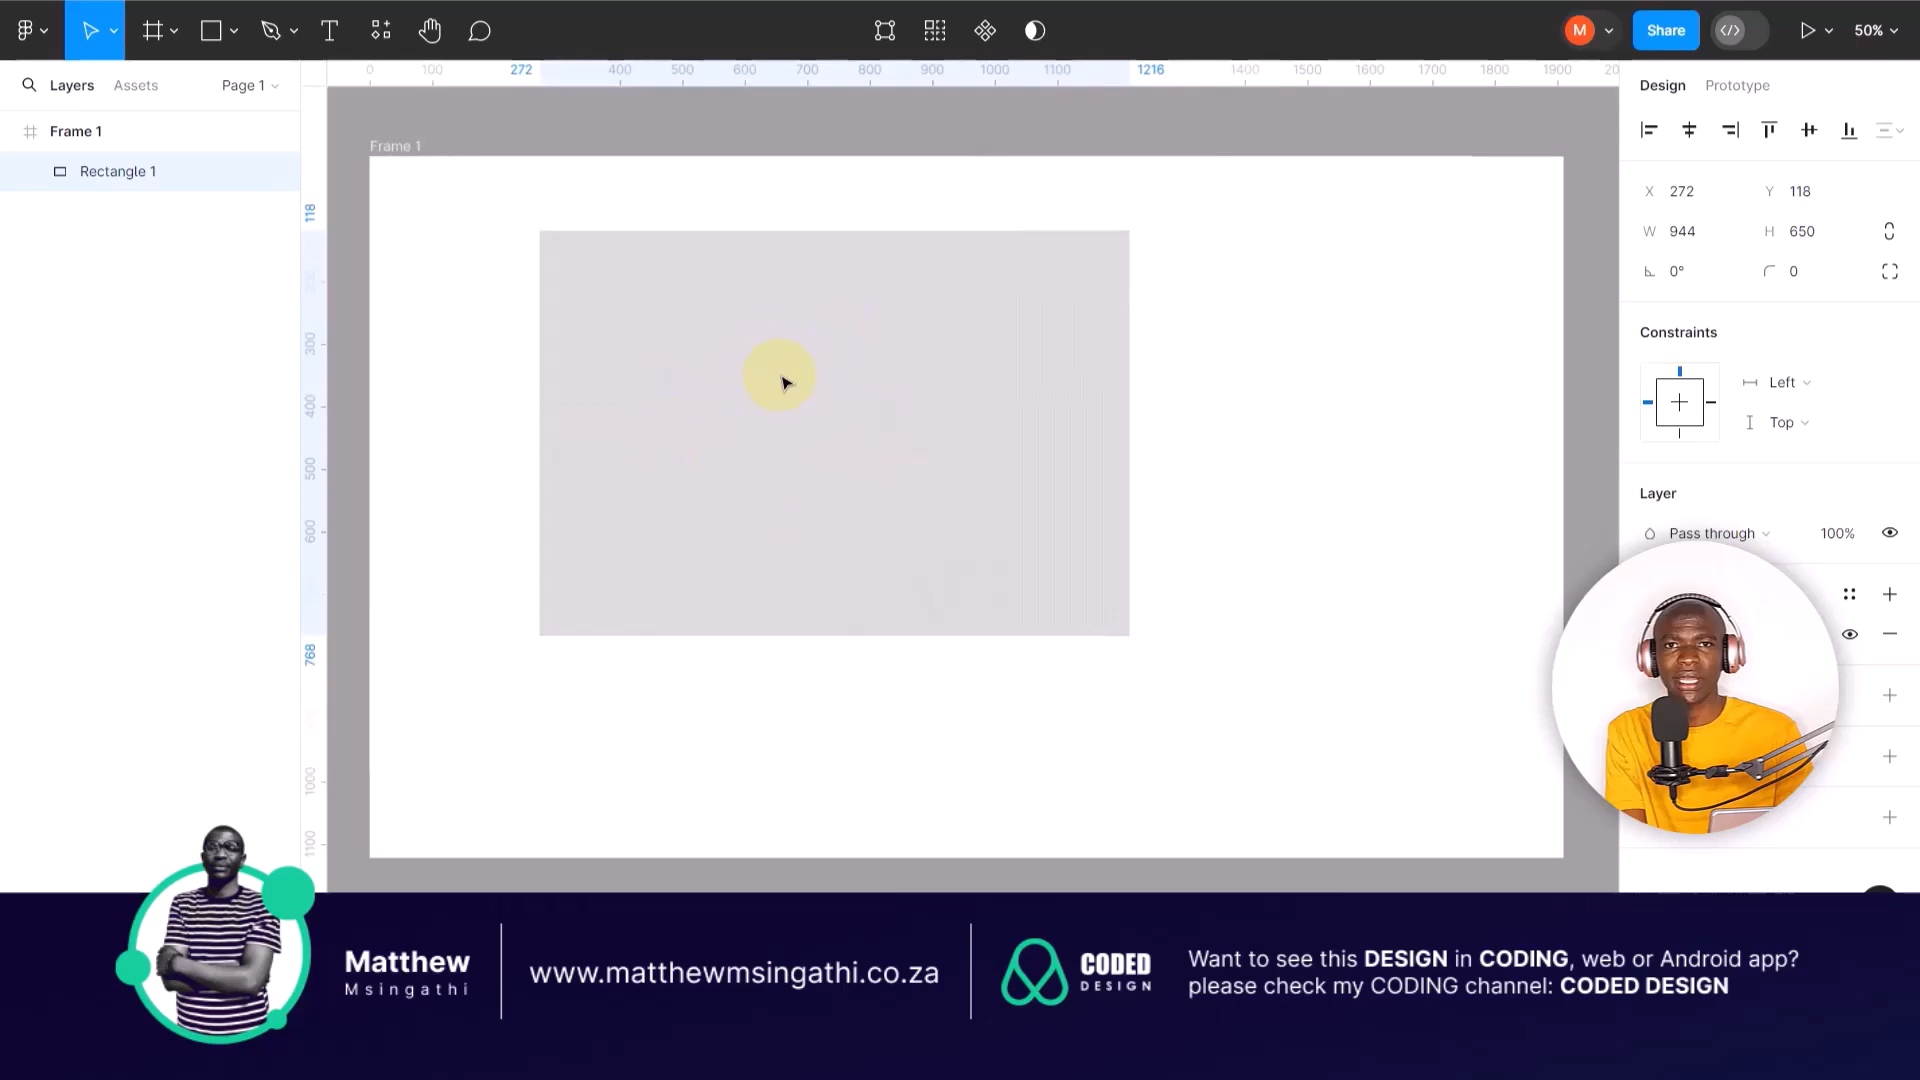 M
Share
50%
Layers
Assets
Page 1
0
100
272
400
500
600
700
800
900
1000
1100
1216
1400
1500
1600
1700
1800
1900
20
Design
Prototype
Frame 1
Rectangle 1
Frame 1
118
300
400
500
600
768
1000
1100
X 272
Y 118
W 944
H 650
0°
0
Constraints
Left
Top
Layer
Pass through
100%
Matthew
Msingathi
www.matthewmsingathi.co.za
CODED
DESIGN
Want to see this DESIGN in CODING, web or Android app?
please check my CODING channel: CODED DESIGN